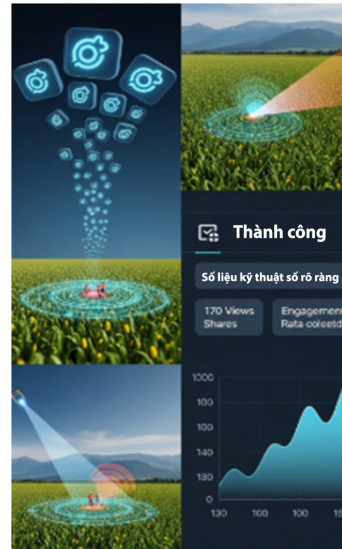 Thành công
Số liệu kỹ thuật số rõ ràng
170 Views
Shares
Engagement
Rata coleetd
1000
100
100
140
130
0
130
100
100